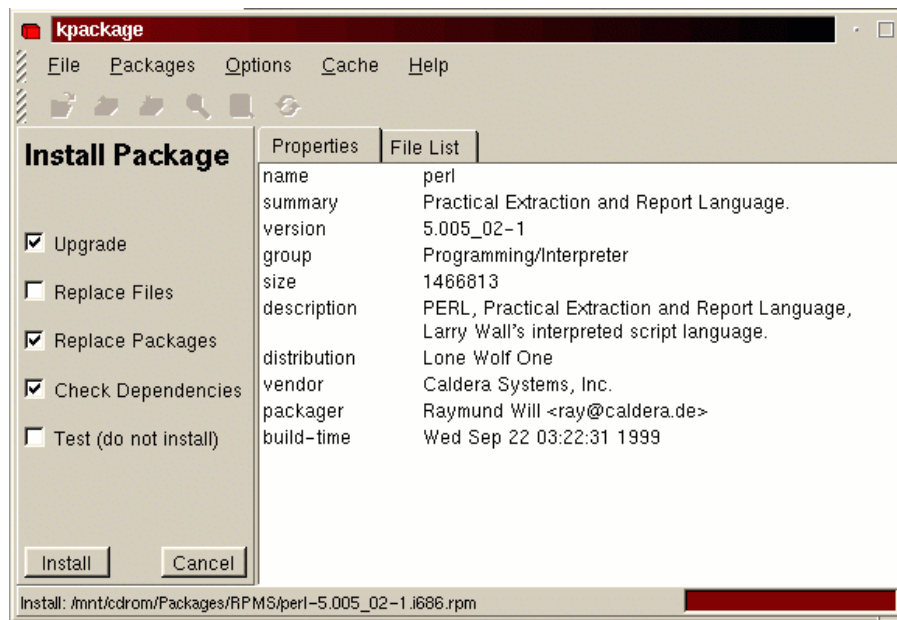 kpackage
File Packages Options Cache Help
Install Package
Upgrade
Replace Files
Replace Packages
Check Dependencies
Test (do not install)
Install Cancel
Properties File List
name perl
summary Practical Extraction and Report Language.
version 5.005_02-1
group Programming/Interpreter
size 1466813
description PERL, Practical Extraction and Report Language,
Larry Wall's interpreted script language.
distribution Lone Wolf One
vendor Caldera Systems, Inc.
packager Raymund Will <ray@caldera.de>
build-time Wed Sep 22 03:22:31 1999
Install: /mnt/cdrom/Packages/RPMS/perl-5.005_02-1.i686.rpm